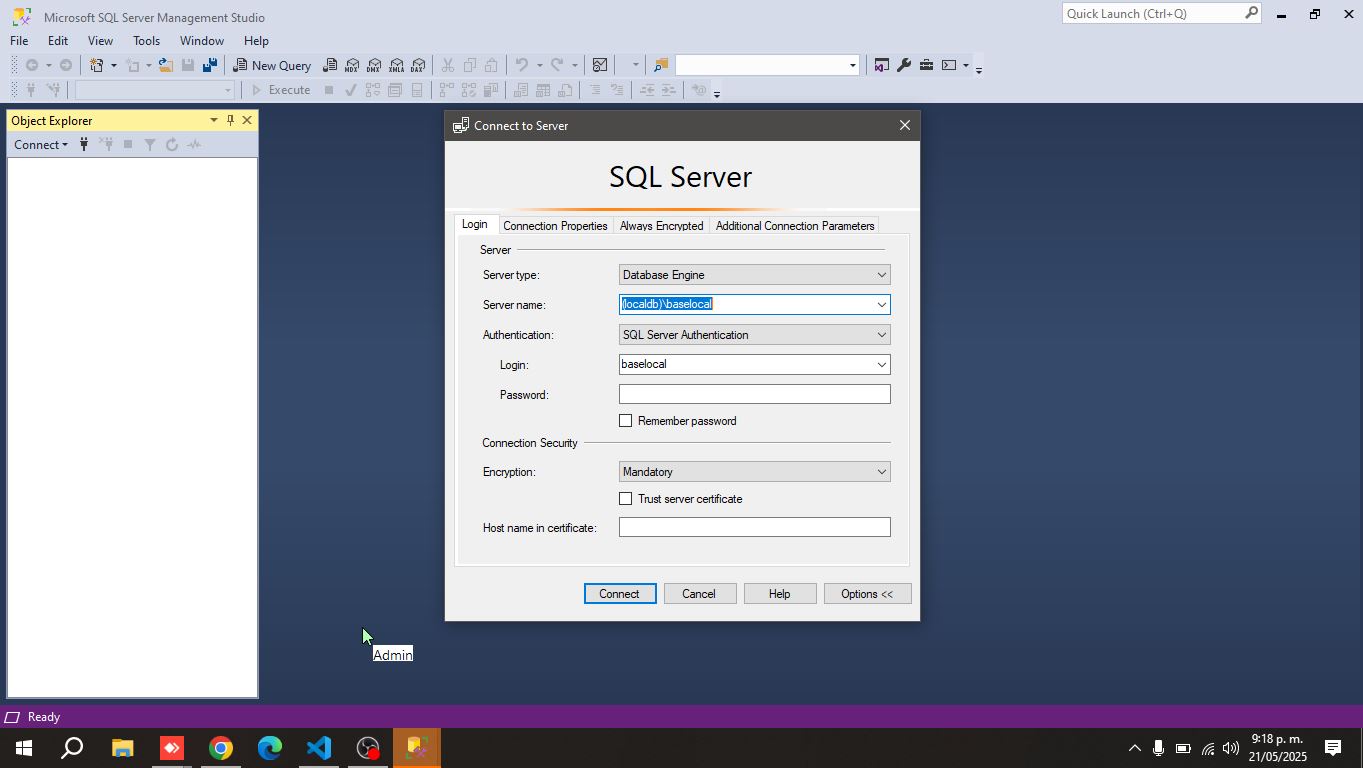 Microsoft SQL Server Management Studio
Quick Launch (Ctrl+Q)
File Edit View Tools Window Help
New Query MDX DMX XMLA DAX
Execute
Object Explorer
Connect
Connect to Server
SQL Server
Login Connection Properties Always Encrypted Additional Connection Parameters
Server
Server type: Database Engine
Server name: (localdb)\baselocal
Authentication: SQL Server Authentication
Login: baselocal
Password:
Remember password
Connection Security
Encryption: Mandatory
Trust server certificate
Host name in certificate:
Connect Cancel Help Options <<
Admin
Ready
9:18 p. m.
21/05/2025